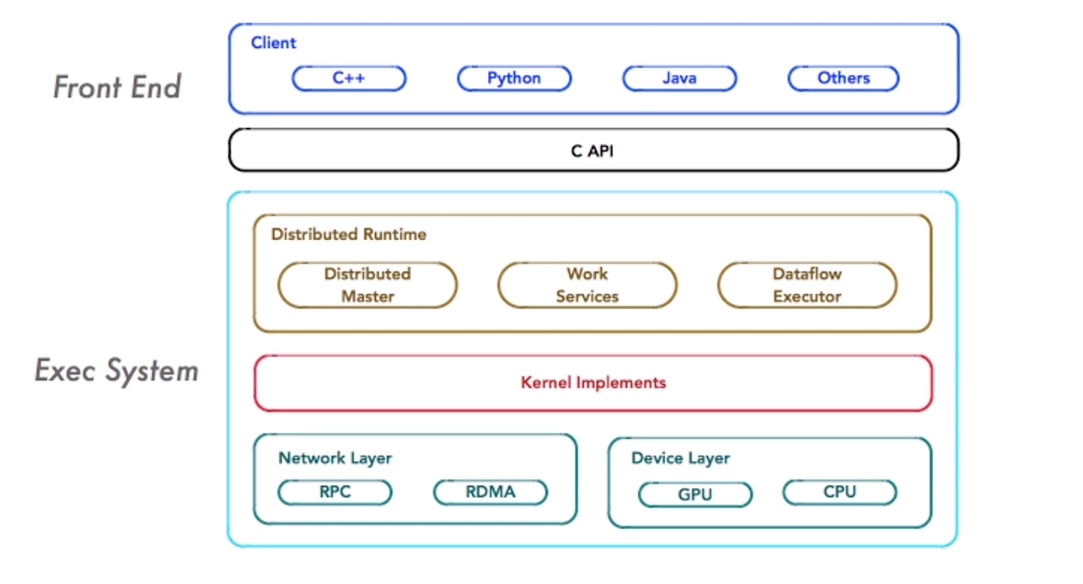 Front End
Client
C++
Python
Java
Others
C API
Exec System
Distributed Runtime
Distributed
Master
Work
Services
Dataflow
Executor
Kernel Implements
Network Layer
RPC
RDMA
Device Layer
GPU
CPU